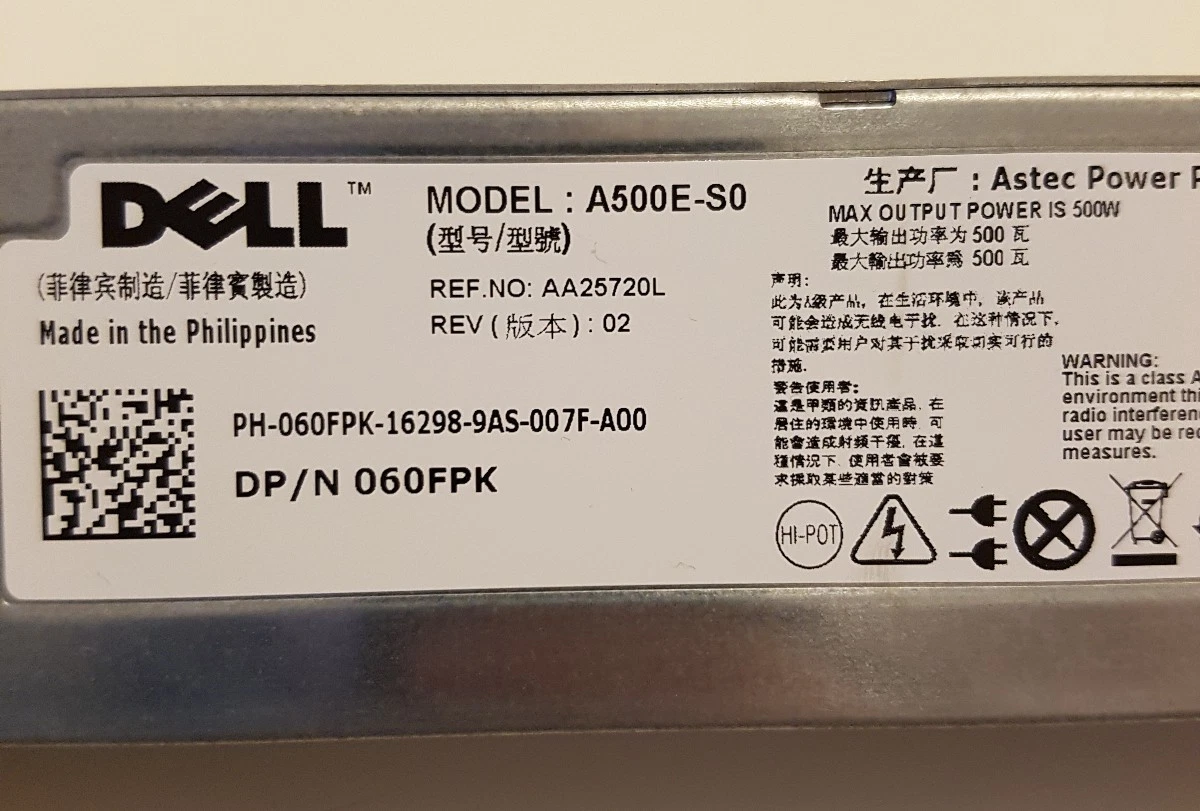 DELL™
MODEL : A500E-S0
(型号/型號)
REF.NO: AA25720L
REV (版本) : 02
(菲律宾制造/菲律賓製造)
Made in the Philippines
PH-060FPK-16298-9AS-007F-A00
DP/N 060FPK
生产厂 : Astec Power P
MAX OUTPUT POWER IS 500W
最大输出功率为 500 瓦
最大輸出功率為 500 瓦
声明:
此为A级产品, 在生活环境中, 该产品
可能会造成无线电干扰. 在这种情况下,
可能需要用户对其干扰采取切实可行的
措施.
警告使用者:
這是甲類的資訊產品, 在
居住的環境中使用時, 可
能會造成射頻干擾, 在這
種情況下, 使用者會被要
求採取某些適當的對策
WARNING:
This is a class A
environment thi
radio interferen
user may be req
measures.
HI-POT